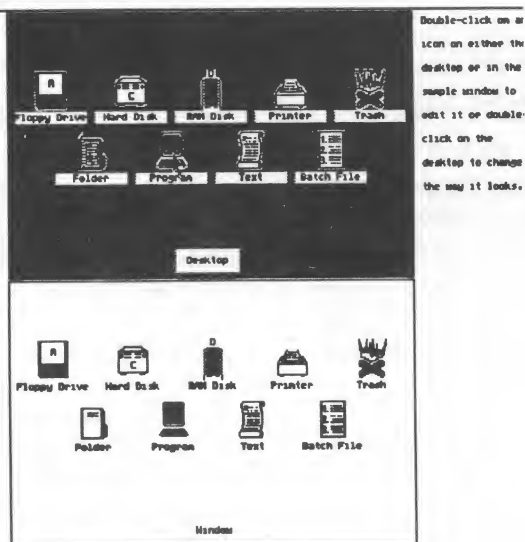 A
C
D
Floppy Drive Hard Disk RAM Disk Printer Trash
Folder Program Text Batch File
Desktop
A
C
D
Floppy Drive Hard Disk RAM Disk Printer Trash
Folder Program Text Batch File
Window
Double-click on an
icon on either the
desktop or in the
sample window to
edit it or double-
click on the
desktop to change
the way it looks.